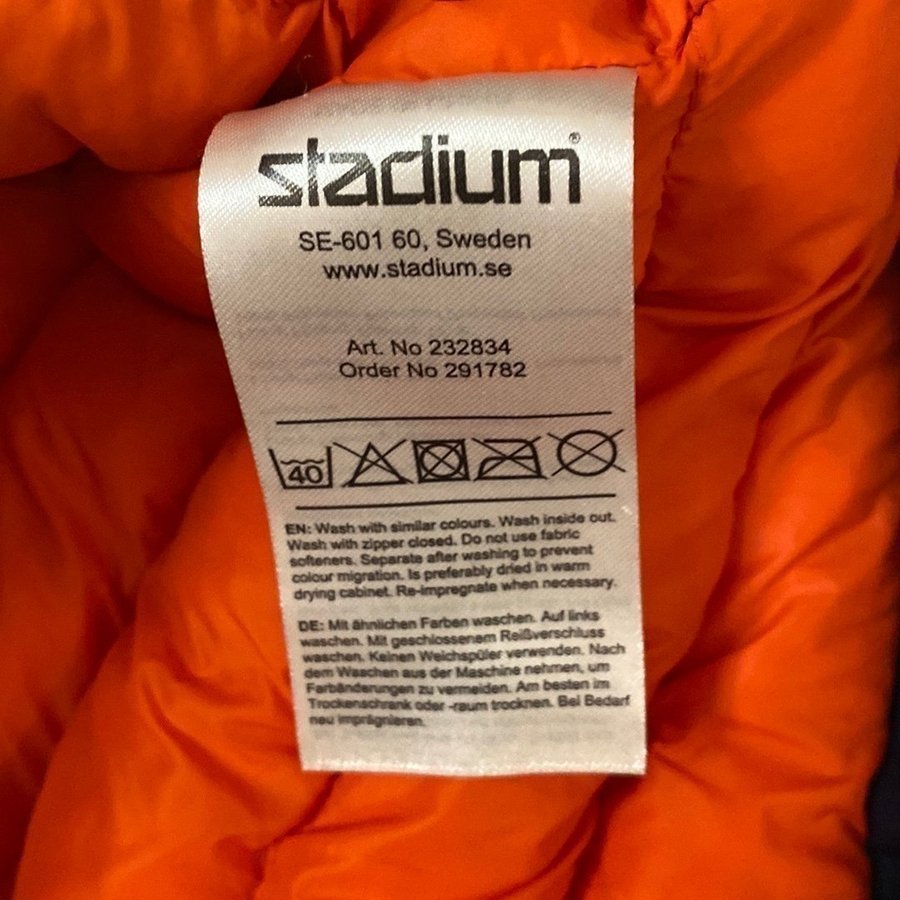 stadium®
SE-601 60, Sweden
www.stadium.se
Art. No 232834
Order No 291782
40
EN: Wash with similar colours. Wash inside out.
Wash with zipper closed. Do not use fabric
softeners. Separate after washing to prevent
colour migration. Is preferably dried in warm
drying cabinet. Re-impregnate when necessary.
DE: Mit ähnlichen Farben waschen. Auf links
waschen. Mit geschlossenem Reißverschluss
waschen. Keinen Weichspüler verwenden. Nach
dem Waschen aus der Maschine nehmen, um
Farbänderungen zu vermeiden. Am besten im
Trockenschrank oder -raum trocknen. Bei Bedarf
neu imprägnieren.